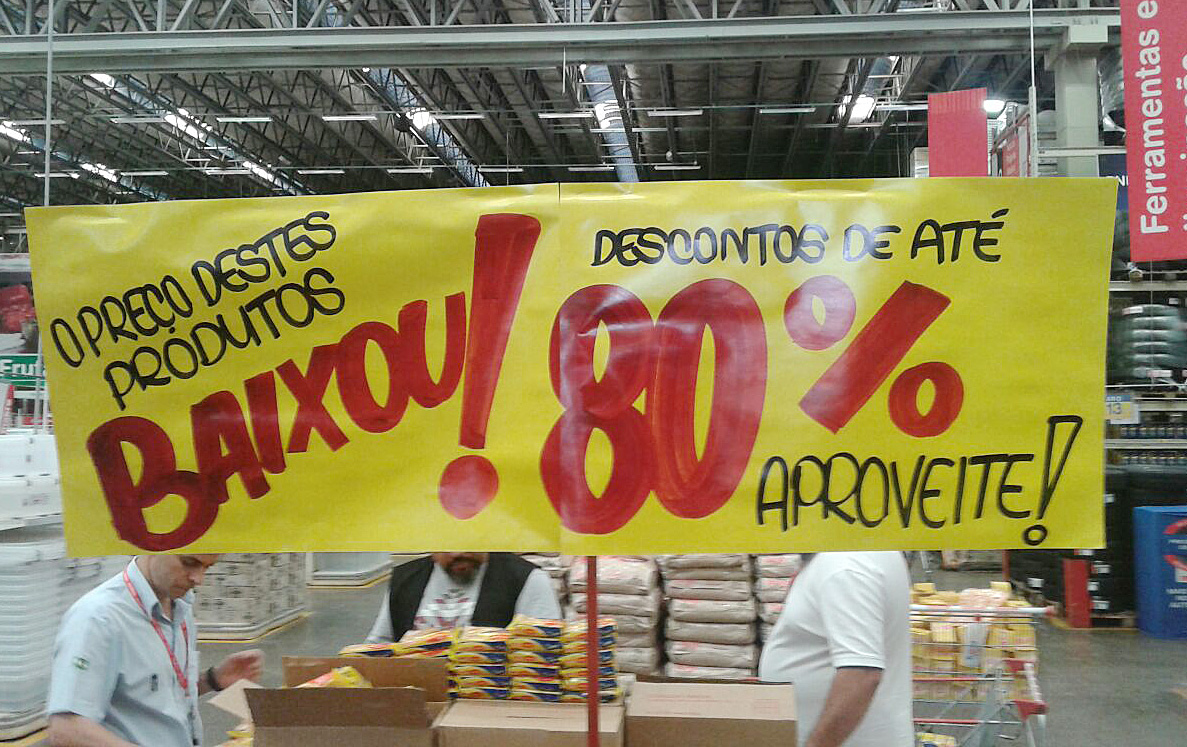 O PREÇO DESTES
PRODUTOS
BAIXOU!
DESCONTOS DE ATÉ
80%
APROVEITE!
Ferramentas e